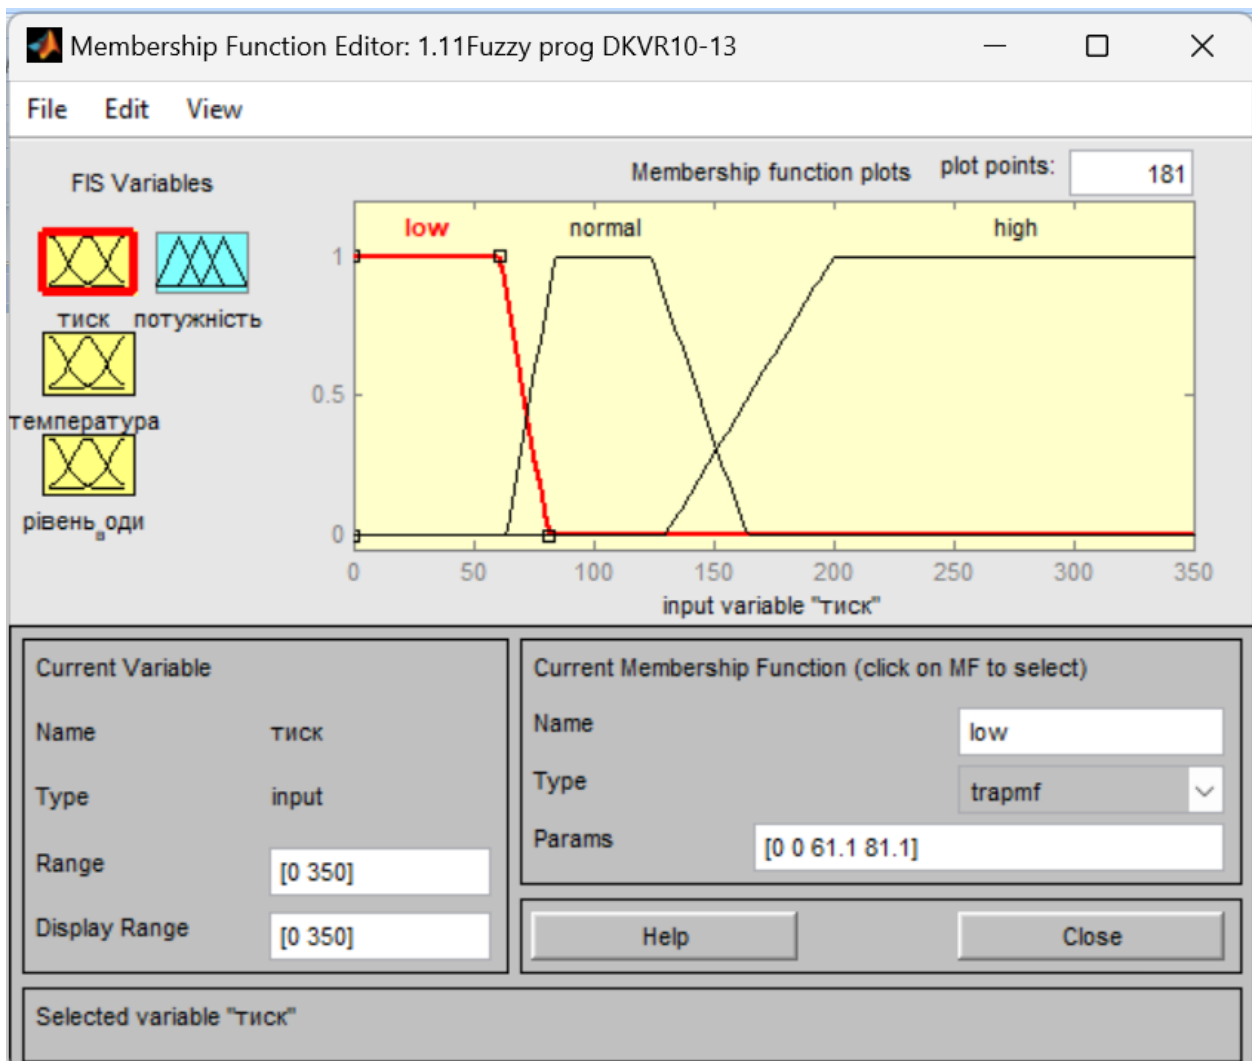 Membership Function Editor: 1.11Fuzzy prog DKVR10-13
File Edit View
FIS Variables
Membership function plots plot points: 181
low normal high
тиск потужність
температура
рівень_води
1
0.5
0
0 50 100 150 200 250 300 350
input variable "тиск"
Current Variable
Name тиск
Type input
Range [0 350]
Display Range [0 350]
Current Membership Function (click on MF to select)
Name low
Type trapmf
Params [0 0 61.1 81.1]
Help Close
Selected variable "тиск"